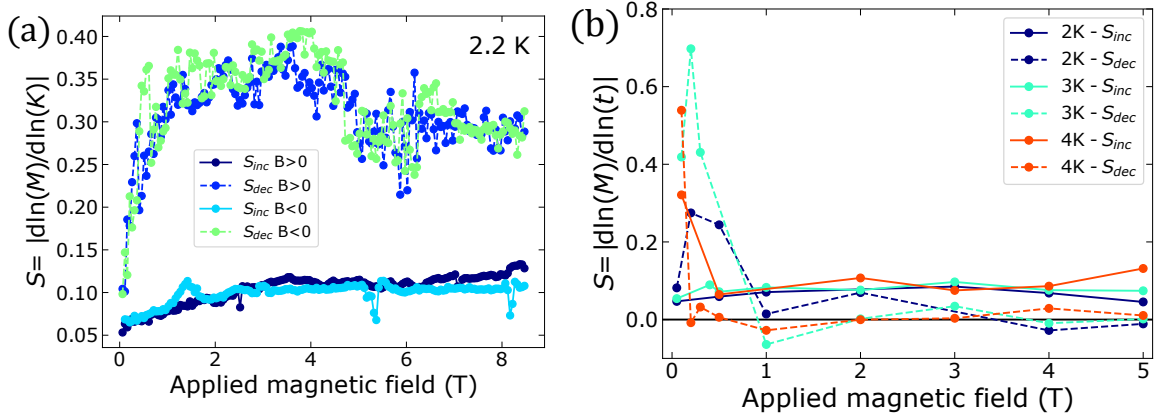 (a)
2.2 K
S= |dln(M)/dln(K)|
0.40
0.35
0.30
0.25
0.20
0.15
0.10
0.05
S_inc B>0
S_dec B>0
S_inc B<0
S_dec B<0
0 2 4 6 8
Applied magnetic field (T)
(b)
S=|dln(M)/dln(t)|
0.8
0.6
0.4
0.2
0.0
2K - S_inc
2K - S_dec
3K - S_inc
3K - S_dec
4K - S_inc
4K - S_dec
0 1 2 3 4 5
Applied magnetic field (T)